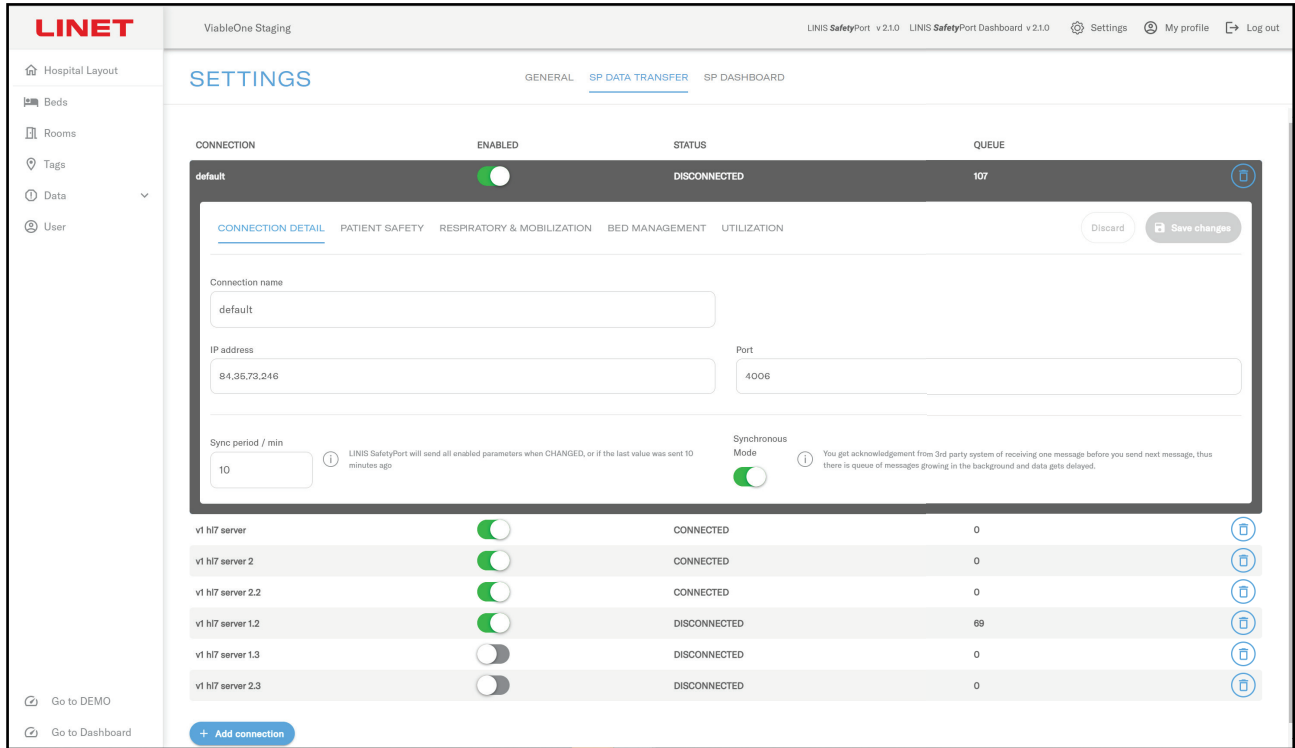 LINET
ViableOne Staging
LINIS SafetyPort v 2.1.0 LINIS SafetyPort Dashboard v 2.1.0 Settings My profile Log out
Hospital Layout
Beds
Rooms
Tags
Data
User
Go to DEMO
Go to Dashboard
SETTINGS
GENERAL SP DATA TRANSFER SP DASHBOARD
CONNECTION ENABLED STATUS QUEUE
default DISCONNECTED 107
CONNECTION DETAIL PATIENT SAFETY RESPIRATORY & MOBILIZATION BED MANAGEMENT UTILIZATION Discard Save changes
Connection name
default
IP address
84.35.73.246
Port
4006
Sync period / min
10
LINIS SafetyPort will send all enabled parameters when CHANGED, or if the last value was sent 10
minutes ago
Synchronous
Mode
You get acknowledgement from 3rd party system of receiving one message before you send next message, thus
there is queue of messages growing in the background and data gets delayed.
v1 hl7 server CONNECTED 0
v1 hl7 server 2 CONNECTED 0
v1 hl7 server 2.2 CONNECTED 0
v1 hl7 server 1.2 DISCONNECTED 69
v1 hl7 server 1.3 DISCONNECTED 0
v1 hl7 server 2.3 DISCONNECTED 0
+ Add connection